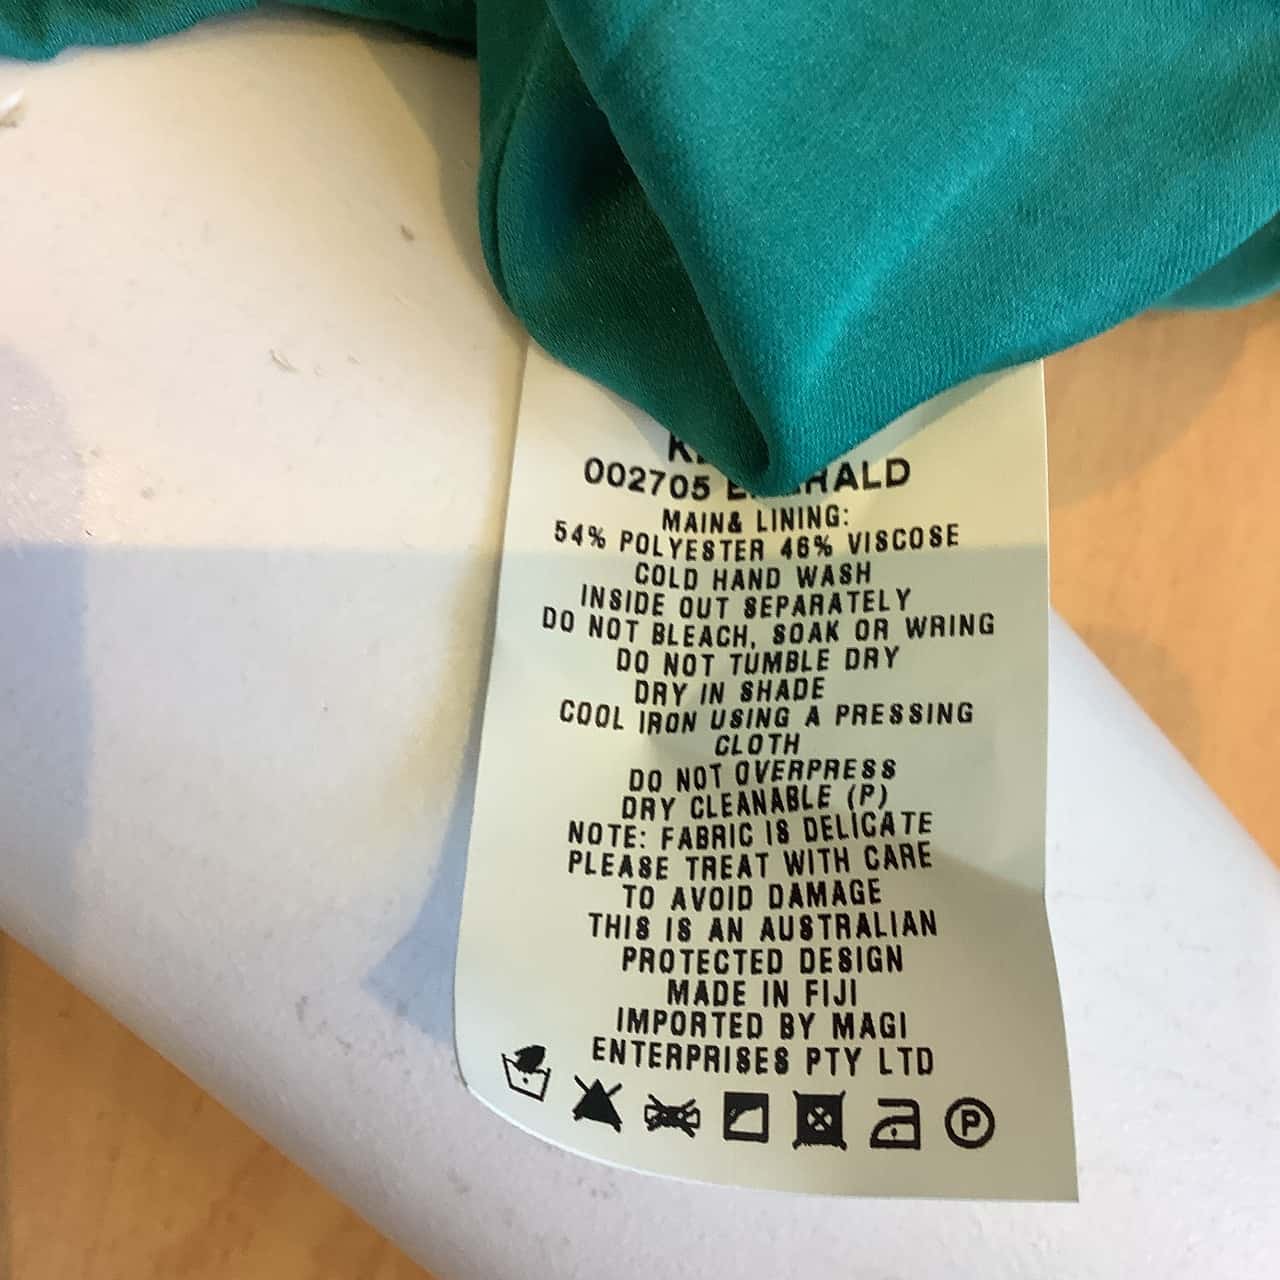 002705 EMERALD
MAIN& LINING:
54% POLYESTER 46% VISCOSE
COLD HAND WASH
INSIDE OUT SEPARATELY
DO NOT BLEACH, SOAK OR WRING
DO NOT TUMBLE DRY
DRY IN SHADE
COOL IRON USING A PRESSING
CLOTH
DO NOT OVERPRESS
DRY CLEANABLE (P)
NOTE: FABRIC IS DELICATE
PLEASE TREAT WITH CARE
TO AVOID DAMAGE
THIS IS AN AUSTRALIAN
PROTECTED DESIGN
MADE IN FIJI
IMPORTED BY MAGI
ENTERPRISES PTY LTD
P